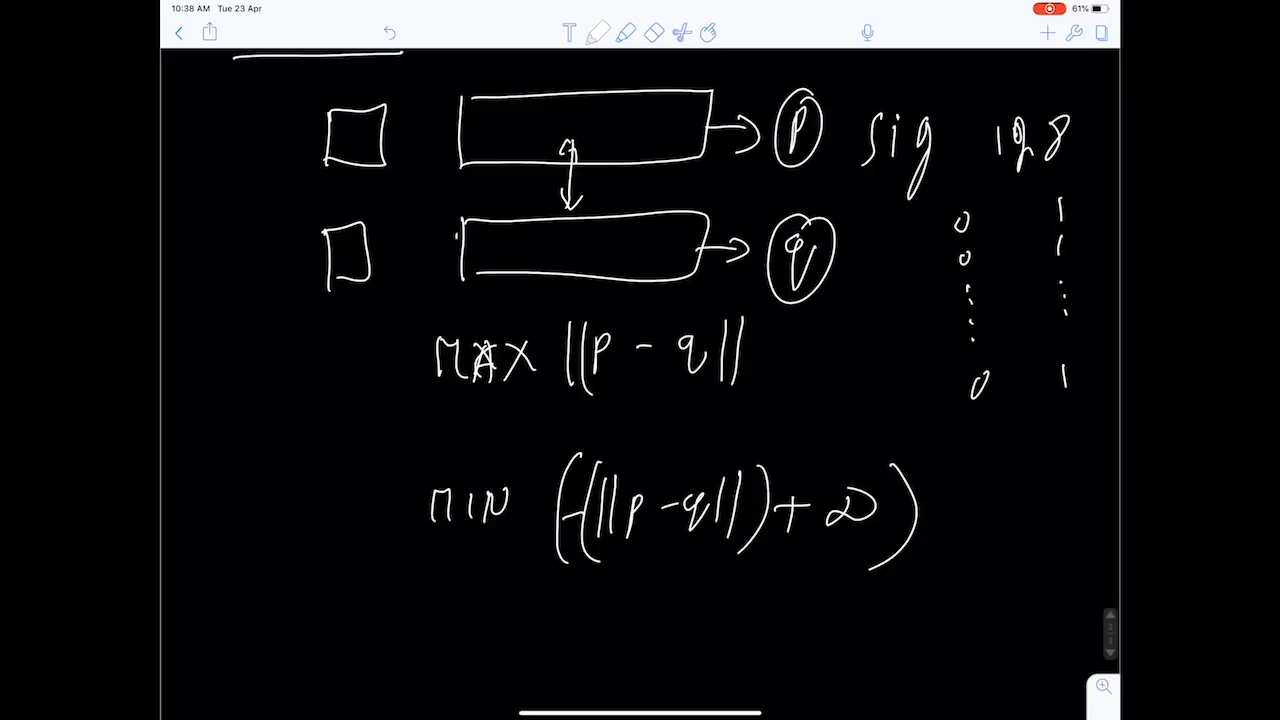 10:38 AM Tue 23 Apr 61%
T
p sig 128
q
0 1
q 0 1
0 1
MAX ||p - q||
MIN (-(||p - q||) + α)